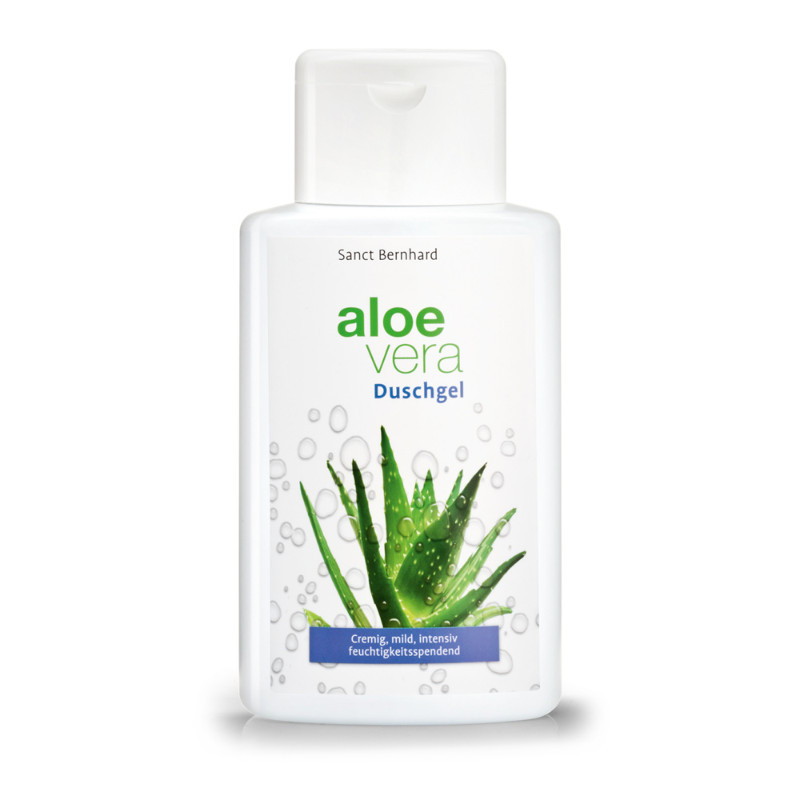 Sanct Bernhard
aloe
vera
Duschgel
Cremig, mild, intensiv
feuchtigkeitsspendend